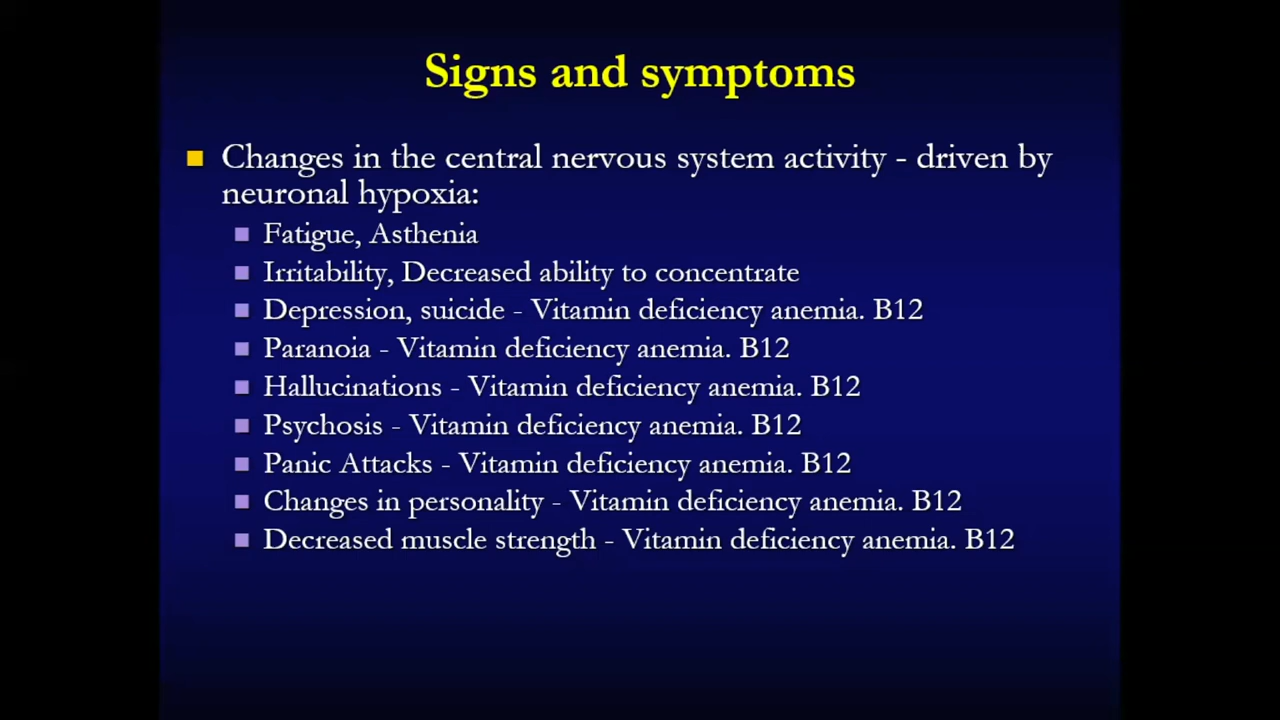 Signs and symptoms
Changes in the central nervous system activity - driven by
neuronal hypoxia:
Fatigue, Asthenia
Irritability, Decreased ability to concentrate
Depression, suicide - Vitamin deficiency anemia. B12
Paranoia - Vitamin deficiency anemia. B12
Hallucinations - Vitamin deficiency anemia. B12
Psychosis - Vitamin deficiency anemia. B12
Panic Attacks - Vitamin deficiency anemia. B12
Changes in personality - Vitamin deficiency anemia. B12
Decreased muscle strength - Vitamin deficiency anemia. B12